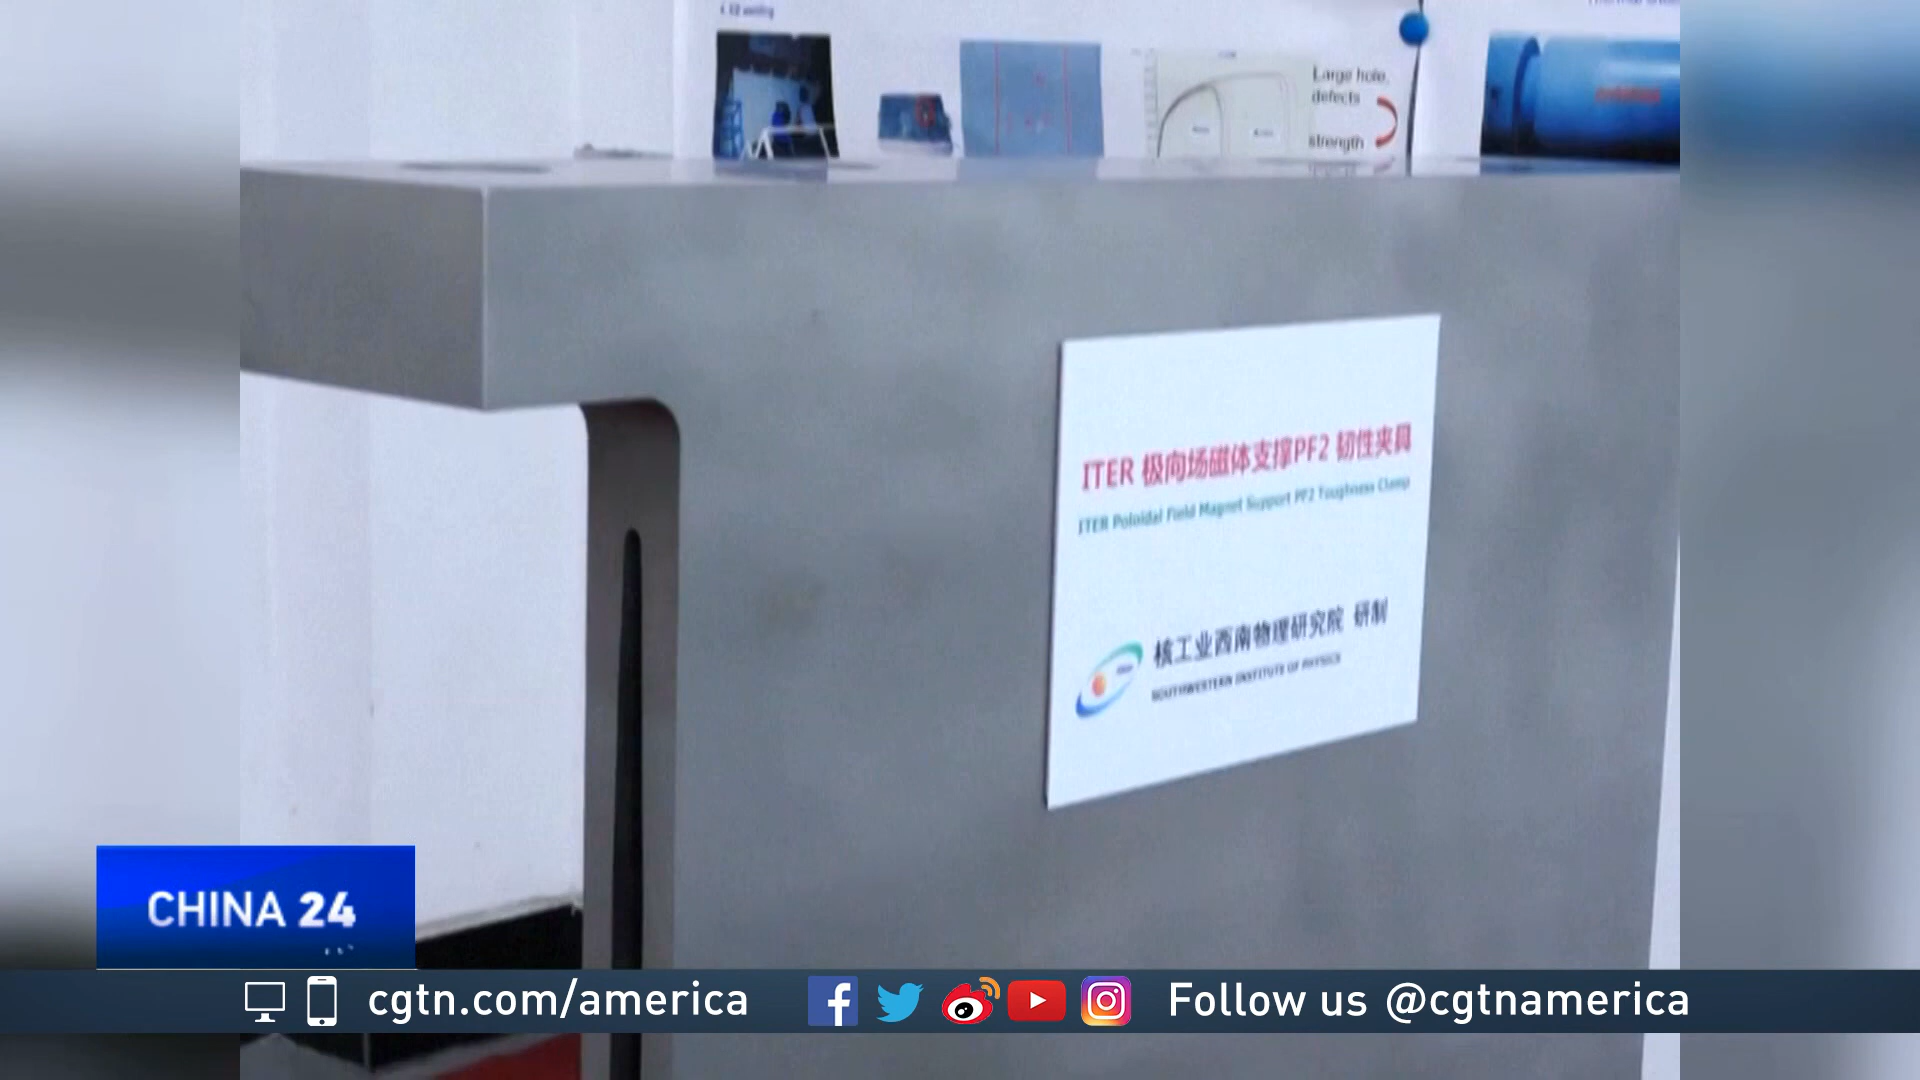 Large hole,
defects
strength
ITER 极向场磁体支撑PF2 韧性夹具
ITER Poloidal Field Magnet Support PF2 Toughness Clamp
核工业西南物理研究院 研制
SOUTHWESTERN INSTITUTE OF PHYSICS
CHINA 24
cgtn.com/america
Follow us @cgtnamerica